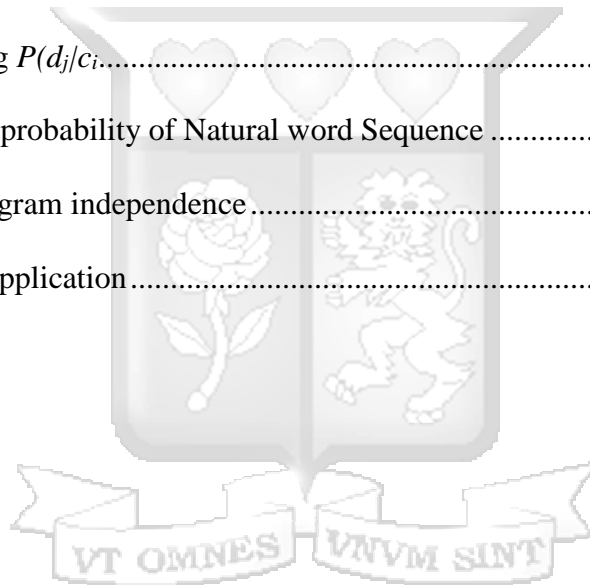 g P(dj/ci....................................................................
probability of Natural word Sequence ..............
gram independence..............................................
pplication..............................................................
VT OMNES VNVM SINT